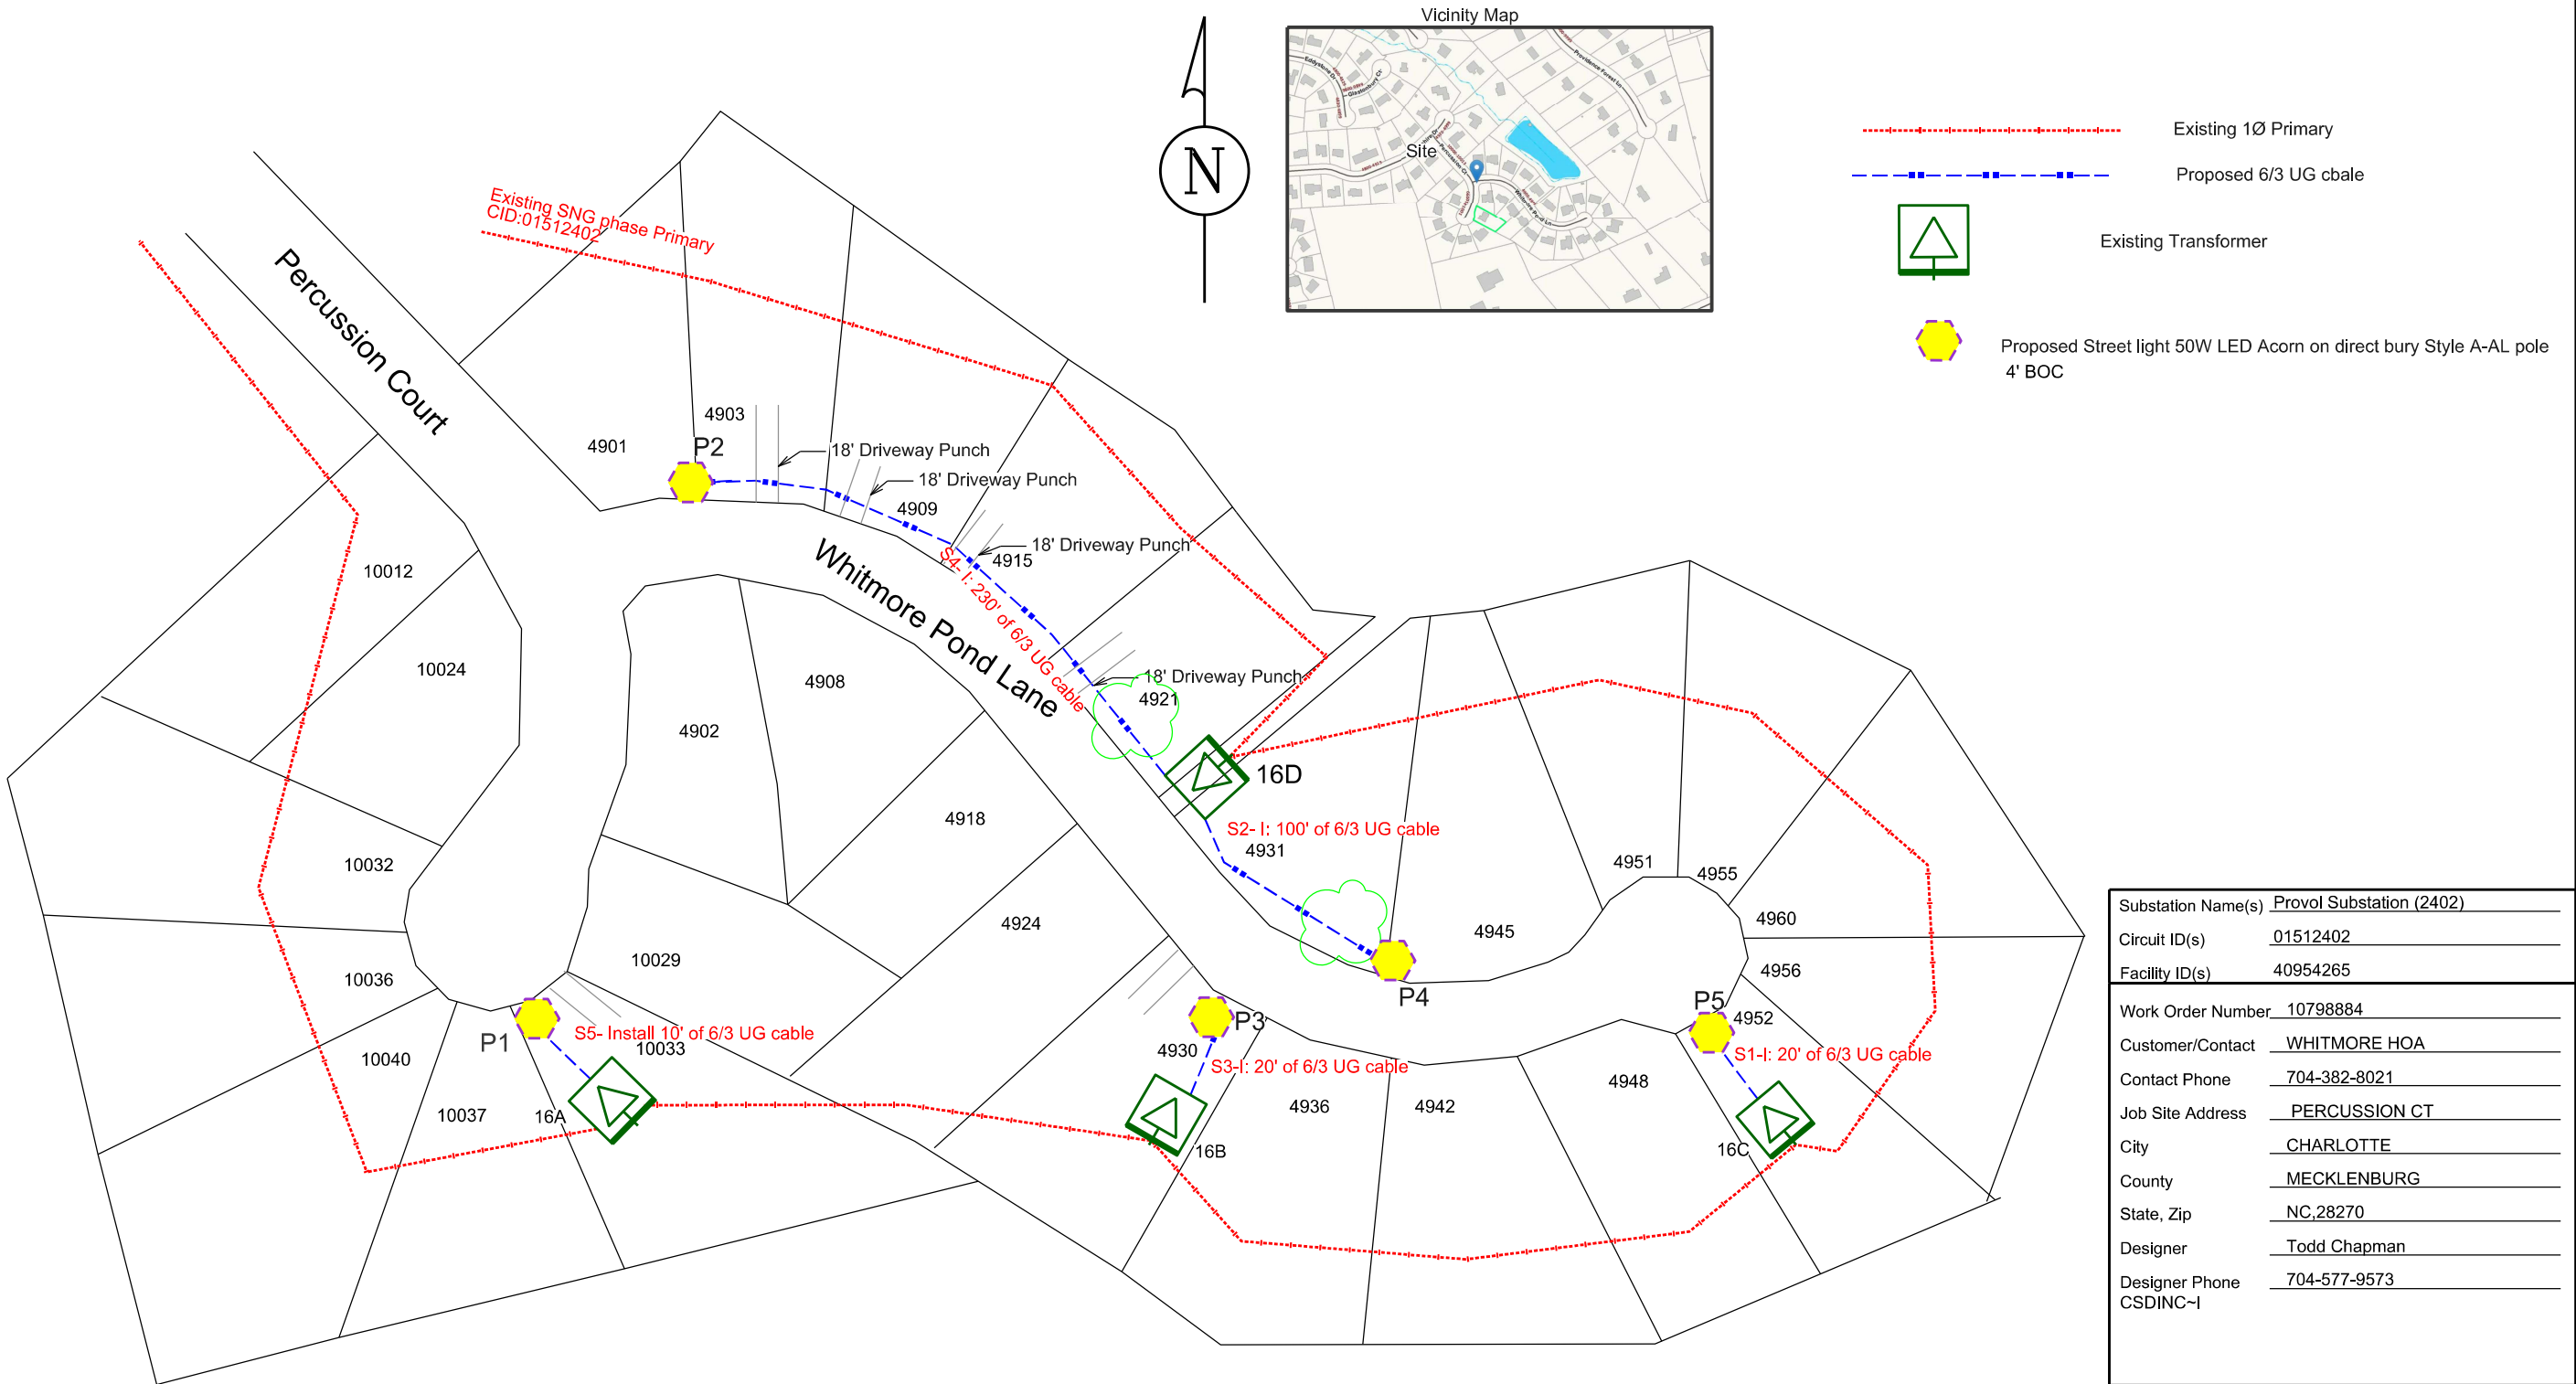 Vicinity Map
Site
Existing 1Ø Primary
Proposed 6/3 UG cbale
Existing Transformer
Proposed Street light 50W LED Acorn on direct bury Style A-AL pole
4' BOC
N
Existing SNG phase Primary
CID:01512402
Percussion Court
4901
4903
P2
18' Driveway Punch
18' Driveway Punch
4909
18' Driveway Punch
4915
S4- I: 230' of 6/3 UG cable
Whitmore Pond Lane
18' Driveway Punch
4921
16D
S2- I: 100' of 6/3 UG cable
4931
10012
10024
4908
4902
4918
10032
4924
10029
10036
4951
4955
4960
4945
4956
P4
P1
S5- Install 10' of 6/3 UG cable
10033
10040
10037
16A
P3
4930
S3-I: 20' of 6/3 UG cable
16B
4936
4942
4948
P5
4952
S1-I: 20' of 6/3 UG cable
16C
Substation Name(s) Provol Substation (2402)
Circuit ID(s) 01512402
Facility ID(s) 40954265
Work Order Number 10798884
Customer/Contact WHITMORE HOA
Contact Phone 704-382-8021
Job Site Address PERCUSSION CT
City CHARLOTTE
County MECKLENBURG
State, Zip NC,28270
Designer Todd Chapman
Designer Phone 704-577-9573
CSDINC~I